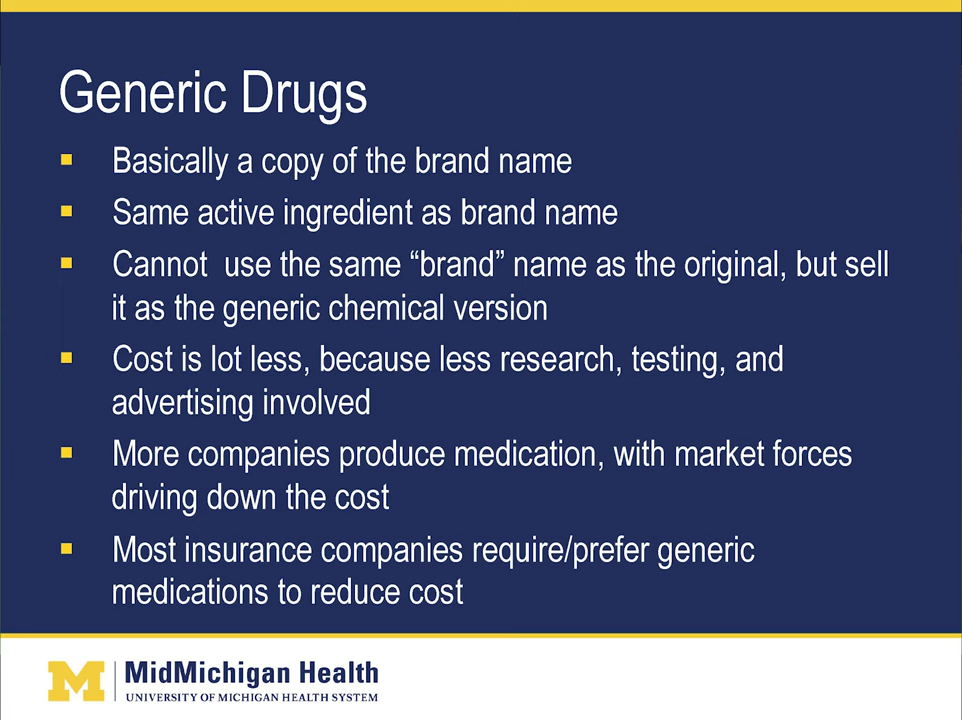 Generic Drugs
▪ Basically a copy of the brand name
▪ Same active ingredient as brand name
▪ Cannot  use the same “brand” name as the original, but sell
it as the generic chemical version
▪ Cost is lot less, because less research, testing, and
advertising involved
▪ More companies produce medication, with market forces
driving down the cost
▪ Most insurance companies require/prefer generic
medications to reduce cost
M
MidMichigan Health
UNIVERSITY OF MICHIGAN HEALTH SYSTEM